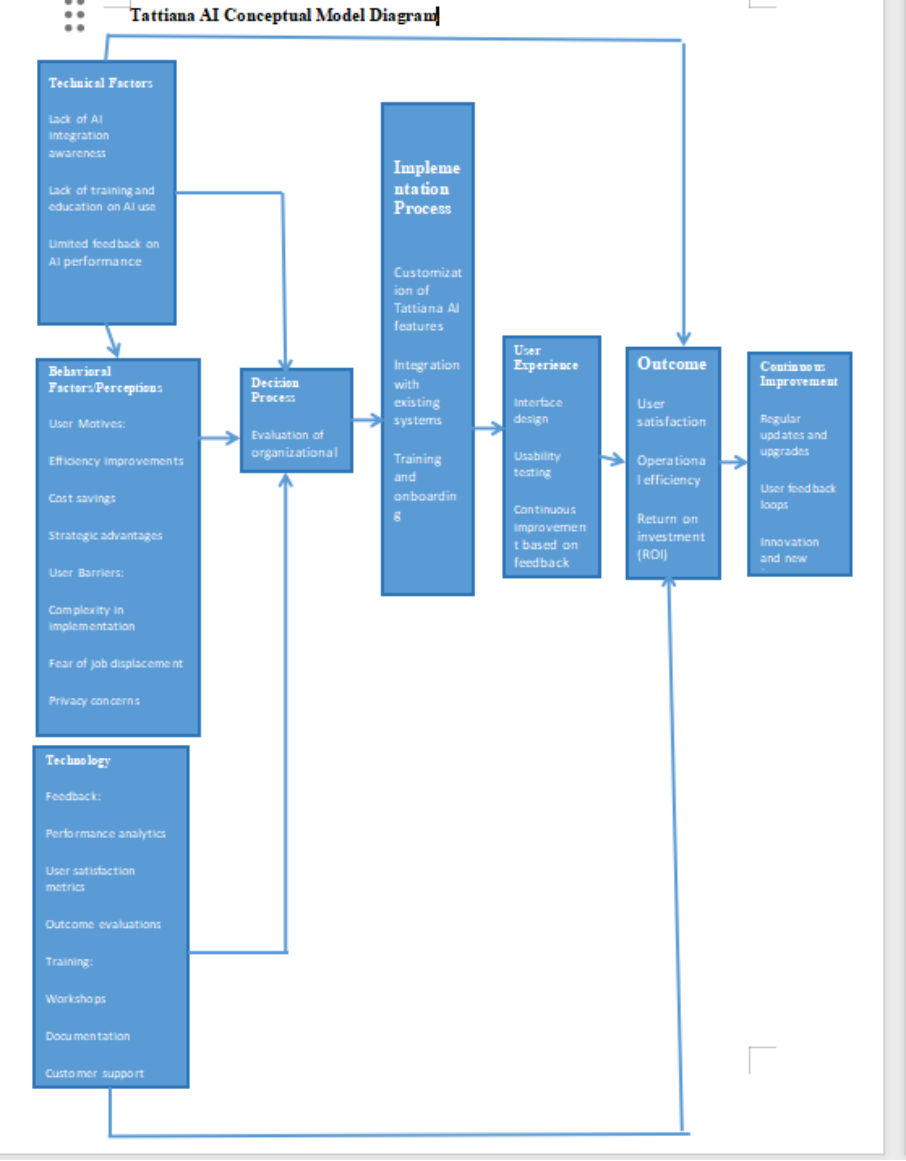 Tattiana AI Conceptual Model Diagram
Technical Factors
Lack of AI
integration
awareness
Lack of training and
education on AI use
Limited feedback on
AI performance
Behavioral
Factors/Perceptions
User Motives:
Efficiency improvements
Cost savings
Strategic advantages
User Barriers:
Complexity in
implementation
Fear of job displacement
Privacy concerns
Technology
Feedback:
Performance analytics
User satisfaction
metrics
Outcome evaluations
Training:
Workshops
Documentation
Customer support
Decision
Process
Evaluation of
organizational
Impleme
ntation
Process
Customizat
ion of
Tattiana AI
features
Integration
with
existing
systems
Training
and
onboardin
g
User
Experience
Interface
design
Usability
testing
Continuous
improvemen
t based on
feedback
Outcome
User
satisfaction
Operationa
l efficiency
Return on
investment
(ROI)
Continuous
Improvement
Regular
updates and
upgrades
User feedback
loops
Innovation
and new